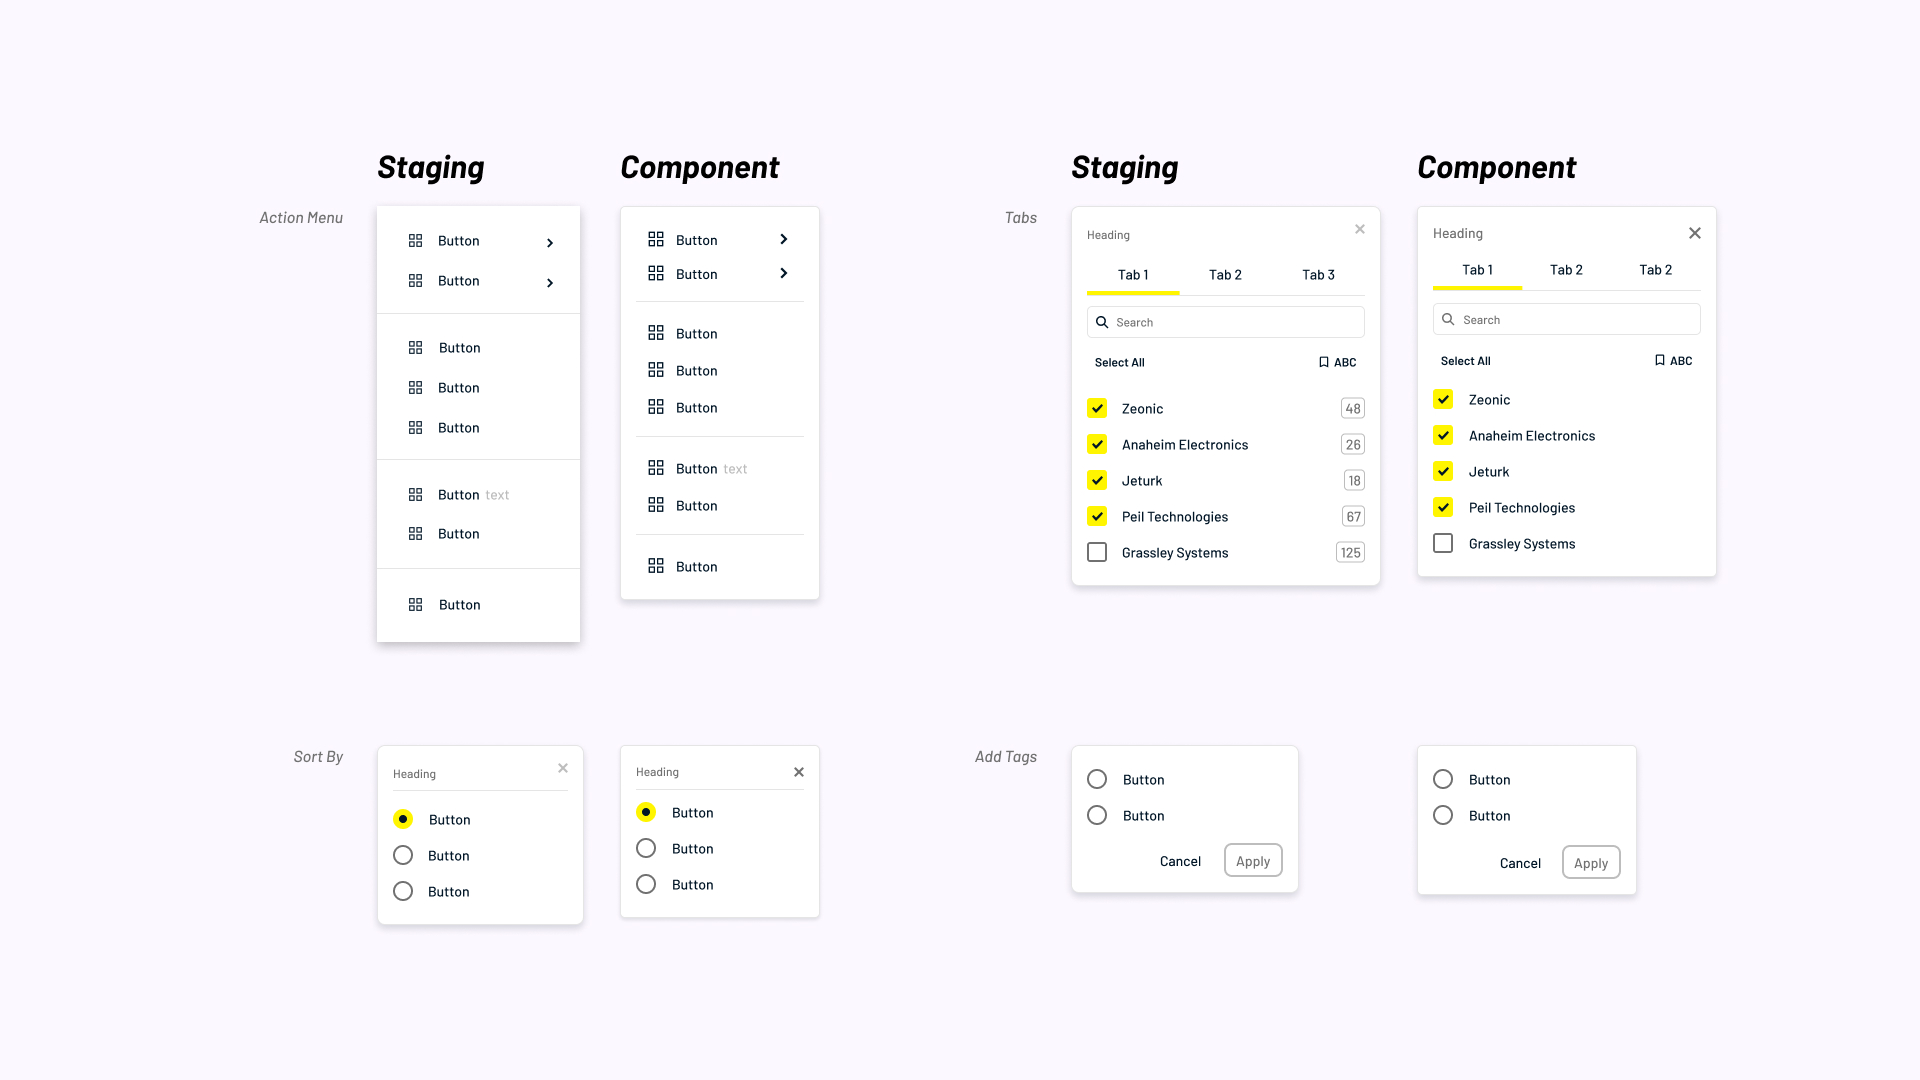 Staging
Component
Action Menu
Button
Button
Button
Button
Button
Button text
Button
Button
Button
Button
Button
Button
Button
Button text
Button
Button
Staging
Component
Tabs
Heading
Tab 1 Tab 2 Tab 3
Search
Select All ABC
Zeonic 48
Anaheim Electronics 26
Jeturk 18
Peil Technologies 67
Grassley Systems 125
Heading
Tab 1 Tab 2 Tab 2
Search
Select All ABC
Zeonic
Anaheim Electronics
Jeturk
Peil Technologies
Grassley Systems
Sort By
Heading
Button
Button
Button
Heading
Button
Button
Button
Add Tags
Button
Button
Cancel Apply
Button
Button
Cancel Apply